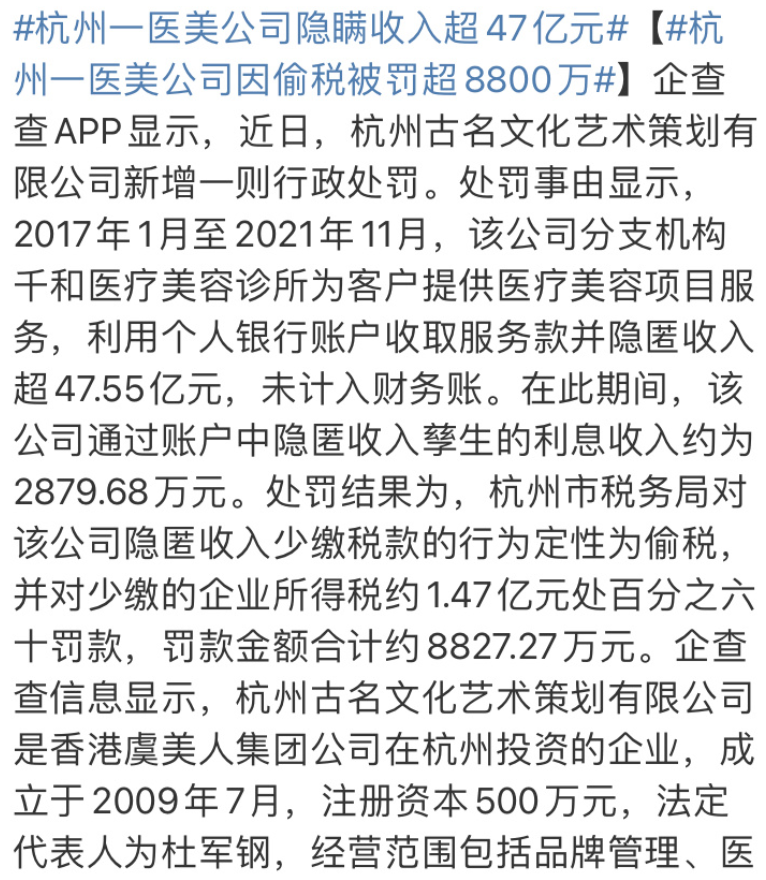 #杭州一医美公司隐瞒收入超47亿元#【#杭
州一医美公司因偷税被罚超8800万#】企查
查APP显示，近日，杭州古名文化艺术策划有
限公司新增一则行政处罚。处罚事由显示，
2017年1月至2021年11月，该公司分支机构
千和医疗美容诊所为客户提供医疗美容项目服
务，利用个人银行账户收取服务款并隐匿收入
超47.55亿元，未计入财务账。在此期间，该
公司通过账户中隐匿收入孳生的利息收入约为
2879.68万元。处罚结果为，杭州市税务局对
该公司隐匿收入少缴税款的行为定性为偷税，
并对少缴的企业所得税约1.47亿元处百分之六
十罚款，罚款金额合计约8827.27万元。企查
查信息显示，杭州古名文化艺术策划有限公司
是香港虞美人集团公司在杭州投资的企业，成
立于2009年7月，注册资本500万元，法定
代表人为杜军钢，经营范围包括品牌管理、医